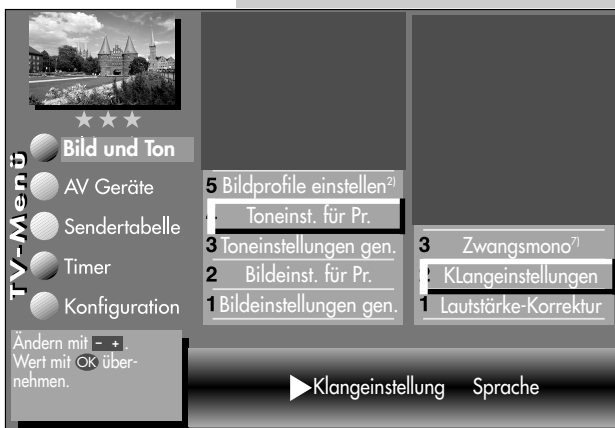 TV-Menü
Bild und Ton
AV Geräte
Sendertabelle
Timer
Konfiguration
5 Bildprofile einstellen2)
4 Toneinst. für Pr.
3 Toneinstellungen gen.
2 Bildeinst. für Pr.
1 Bildeinstellungen gen.
3 Zwangsmono7)
2 KLangeinstellungen
1 Lautstärke-Korrektur
Ändern mit - + .
Wert mit OK über-
nehmen.
Klangeinstellung Sprache